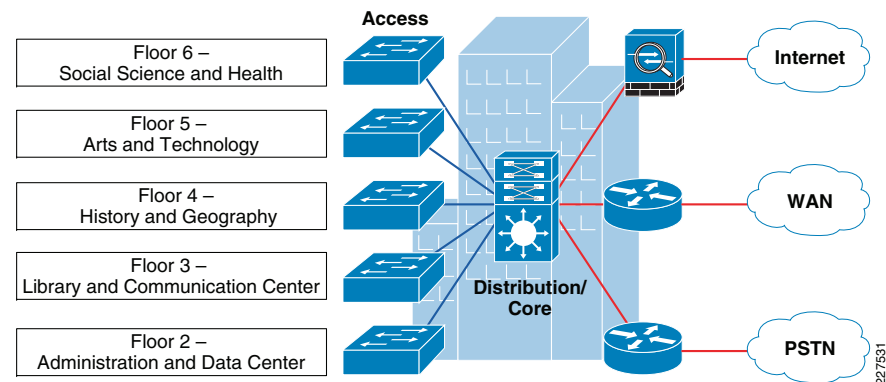 Access
Floor 6 –
Social Science and Health
Internet
Floor 5 –
Arts and Technology
Floor 4 –
History and Geography
WAN
Floor 3 –
Library and Communication Center
Distribution/
Core
Floor 2 –
Administration and Data Center
PSTN
227531